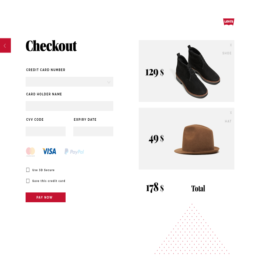 Checkout
CREDIT CARD NUMBER
CARD HOLDER NAME
CVV CODE
EXPIRY DATE
VISA
PayPal
Use 3D Secure
Save this credit card
PAY NOW
129 $
49 $
178 $
Total